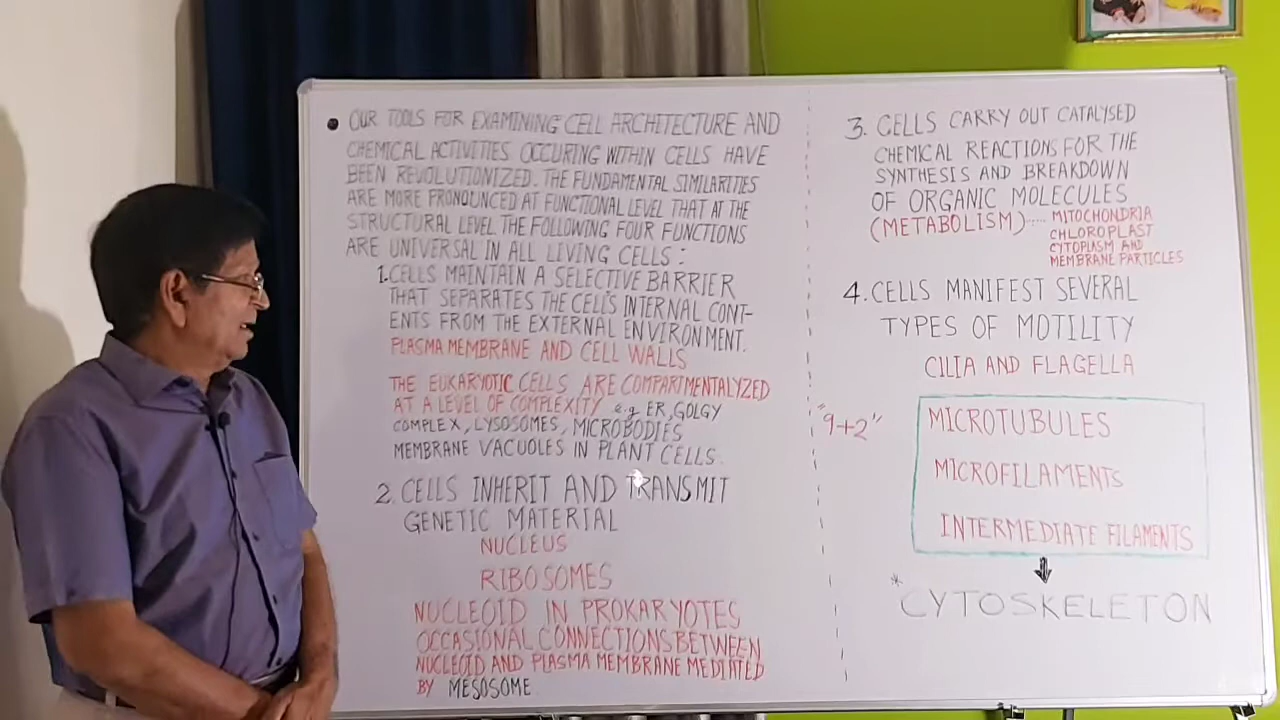 • OUR TOOLS FOR EXAMINING CELL ARCHITECTURE AND
CHEMICAL ACTIVITIES OCCURING WITHIN CELLS HAVE
BEEN REVOLUTIONIZED. THE FUNDAMENTAL SIMILARITIES
ARE MORE PRONOUNCED AT FUNCTIONAL LEVEL THAT AT THE
STRUCTURAL LEVEL. THE FOLLOWING FOUR FUNCTIONS
ARE UNIVERSAL IN ALL LIVING CELLS:
1. CELLS MAINTAIN A SELECTIVE BARRIER
THAT SEPARATES THE CELL'S INTERNAL CONT-
ENTS FROM THE EXTERNAL ENVIRONMENT.
PLASMA MEMBRANE AND CELL WALLS
THE EUKARYOTIC CELLS ARE COMPARTMENTALYZED
AT A LEVEL OF COMPLEXITY e.g ER, GOLGY
COMPLEX, LYSOSOMES, MICROBODIES
MEMBRANE VACUOLES IN PLANT CELLS.
2. CELLS INHERIT AND TRANSMIT
GENETIC MATERIAL
NUCLEUS
RIBOSOMES
NUCLEOID IN PROKARYOTES
OCCASIONAL CONNECTIONS BETWEEN
NUCLEOID AND PLASMA MEMBRANE MEDIATED
BY MESOSOME
3. CELLS CARRY OUT CATALYSED
CHEMICAL REACTIONS FOR THE
SYNTHESIS AND BREAKDOWN
OF ORGANIC MOLECULES
(METABOLISM)..... MITOCHONDRIA
CHLOROPLAST
CYTOPLASM AND
MEMBRANE PARTICLES
4. CELLS MANIFEST SEVERAL
TYPES OF MOTILITY
CILIA AND FLAGELLA
"9+2"
MICROTUBULES
MICROFILAMENTS
INTERMEDIATE FILAMENTS
* CYTOSKELETON